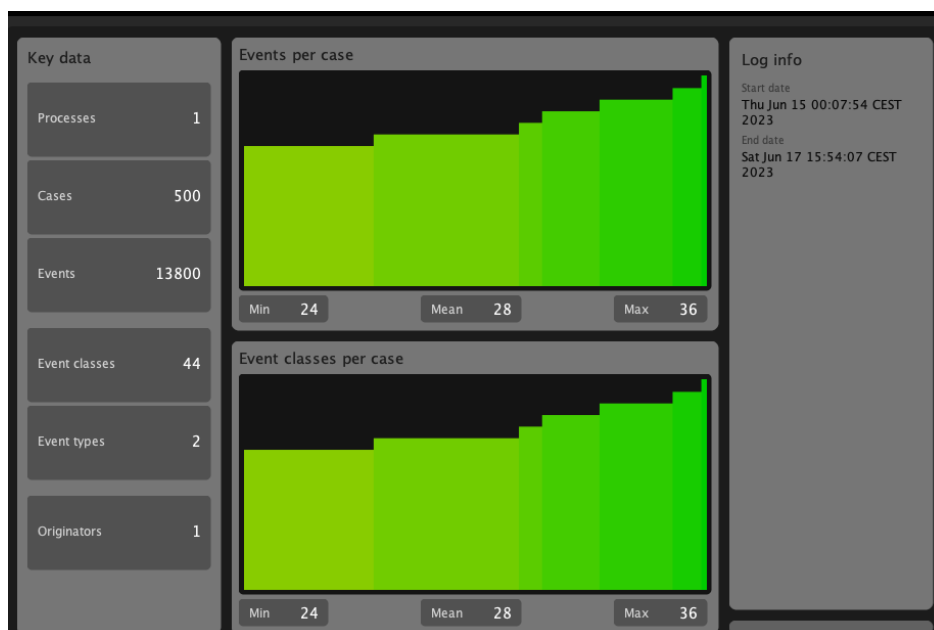 Key data
Processes 1
Cases 500
Events 13800
Event classes 44
Event types 2
Originators 1
Events per case
Min 24 Mean 28 Max 36
Event classes per case
Min 24 Mean 28 Max 36
Log info
Start date
Thu Jun 15 00:07:54 CEST
2023
End date
Sat Jun 17 15:54:07 CEST
2023